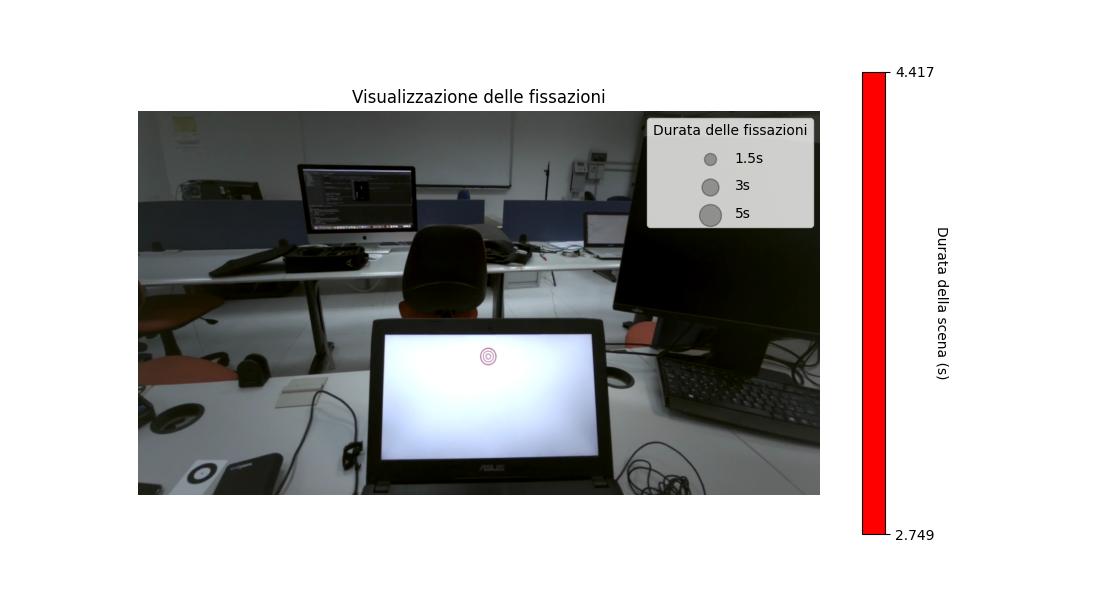 Visualizzazione delle fissazioni
Durata delle fissazioni
1.5s
3s
5s
ASUS
4.417
Durata della scena (s)
2.749